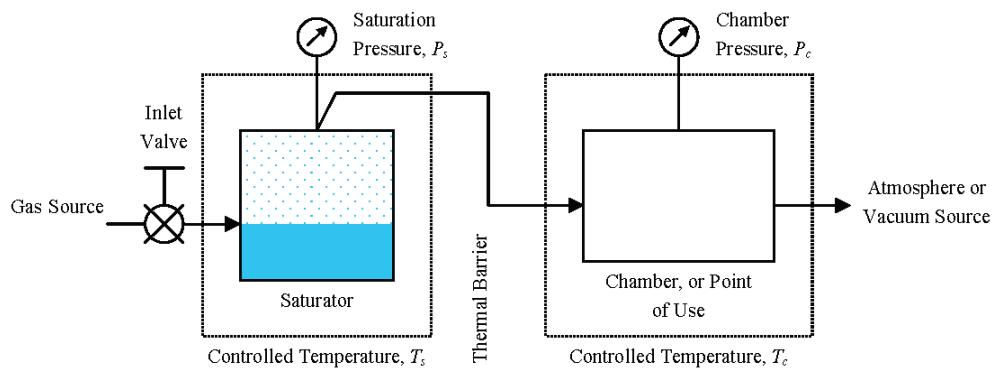 Saturation
Pressure, Ps
Chamber
Pressure, Pc
Inlet
Valve
Gas Source
Atmosphere or
Vacuum Source
Saturator
Thermal Barrier
Chamber, or Point
of Use
Controlled Temperature, Ts
Controlled Temperature, Tc